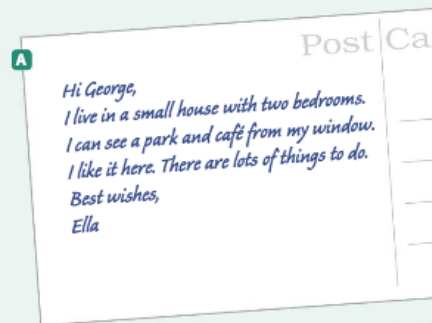 Post Ca
A
Hi George,
I live in a small house with two bedrooms.
I can see a park and café from my window.
I like it here. There are lots of things to do.
Best wishes,
Ella